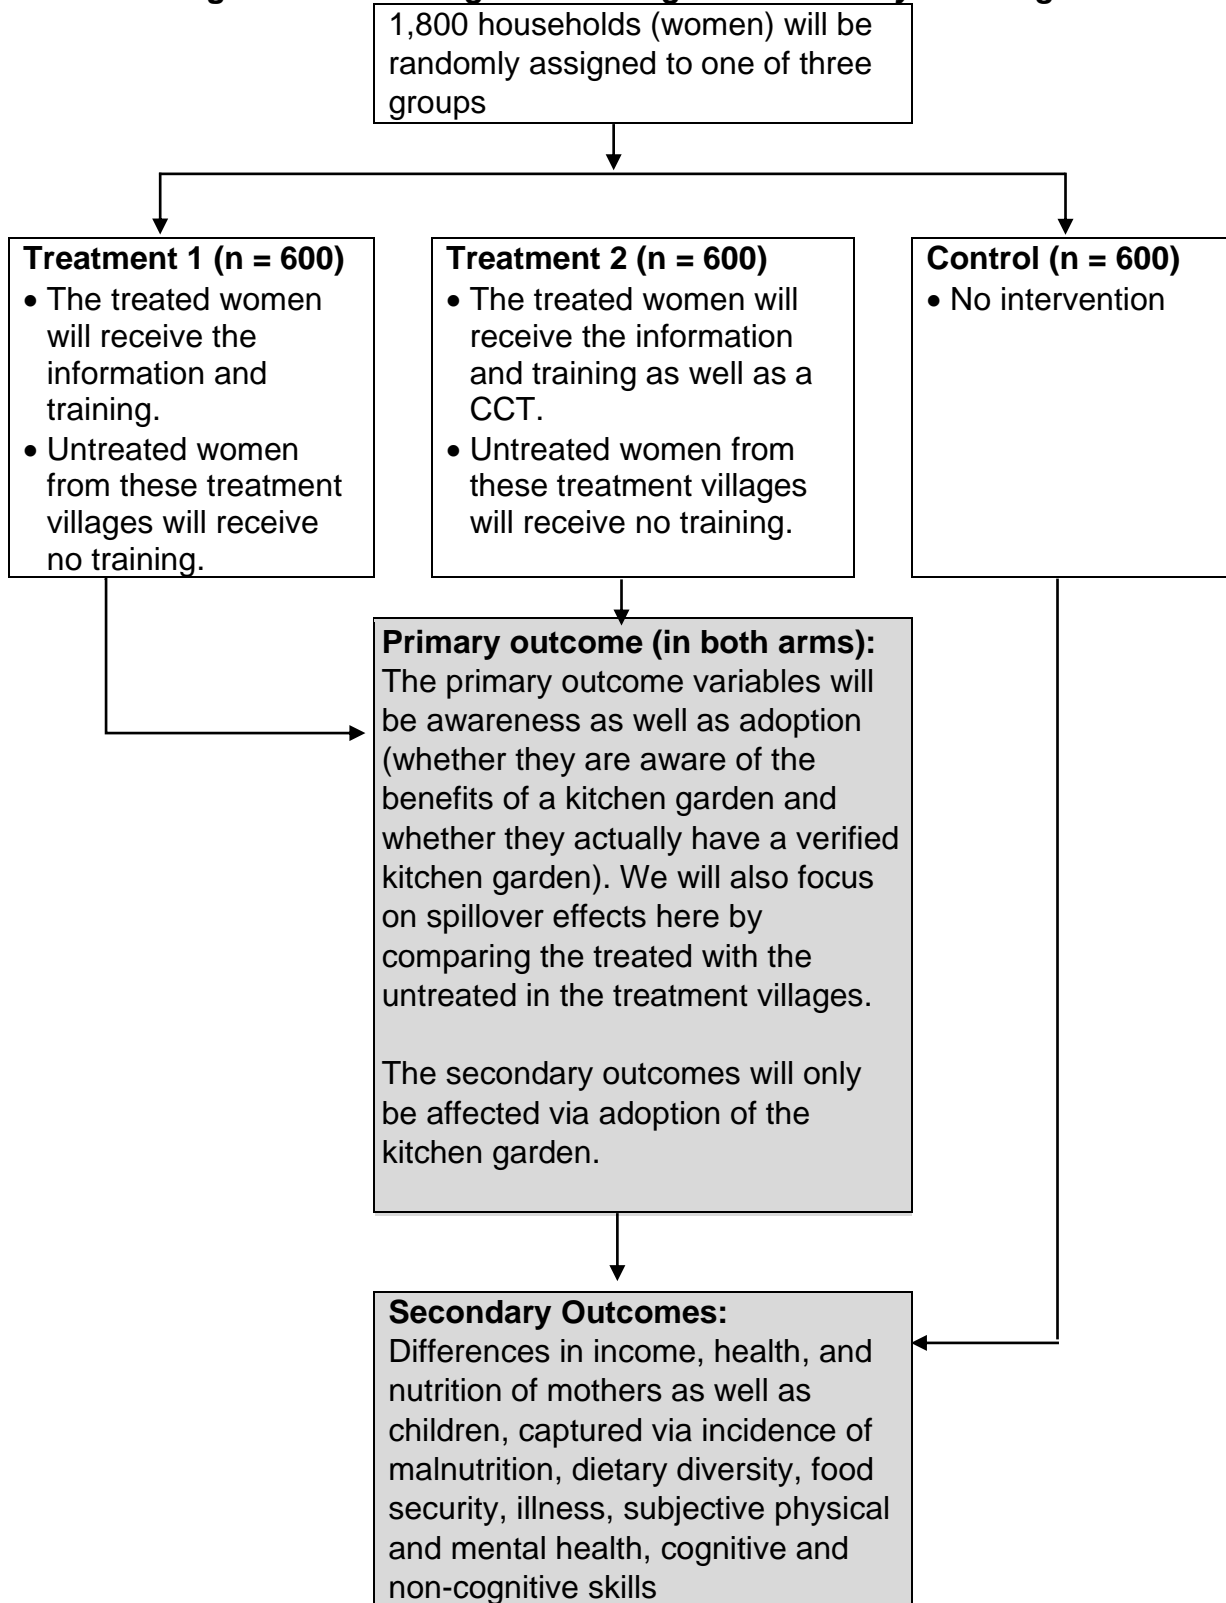 1,800 households (women) will be
randomly assigned to one of three
groups
Treatment 1 (n = 600)
• The treated women
will receive the
information and
training.
• Untreated women
from these treatment
villages will receive
no training.
Treatment 2 (n = 600)
• The treated women will
receive the information
and training as well as a
CCT.
• Untreated women from
these treatment villages
will receive no training.
Control (n = 600)
• No intervention
Primary outcome (in both arms):
The primary outcome variables will
be awareness as well as adoption
(whether they are aware of the
benefits of a kitchen garden and
whether they actually have a verified
kitchen garden). We will also focus
on spillover effects here by
comparing the treated with the
untreated in the treatment villages.
The secondary outcomes will only
be affected via adoption of the
kitchen garden.
Secondary Outcomes:
Differences in income, health, and
nutrition of mothers as well as
children, captured via incidence of
malnutrition, dietary diversity, food
security, illness, subjective physical
and mental health, cognitive and
non-cognitive skills